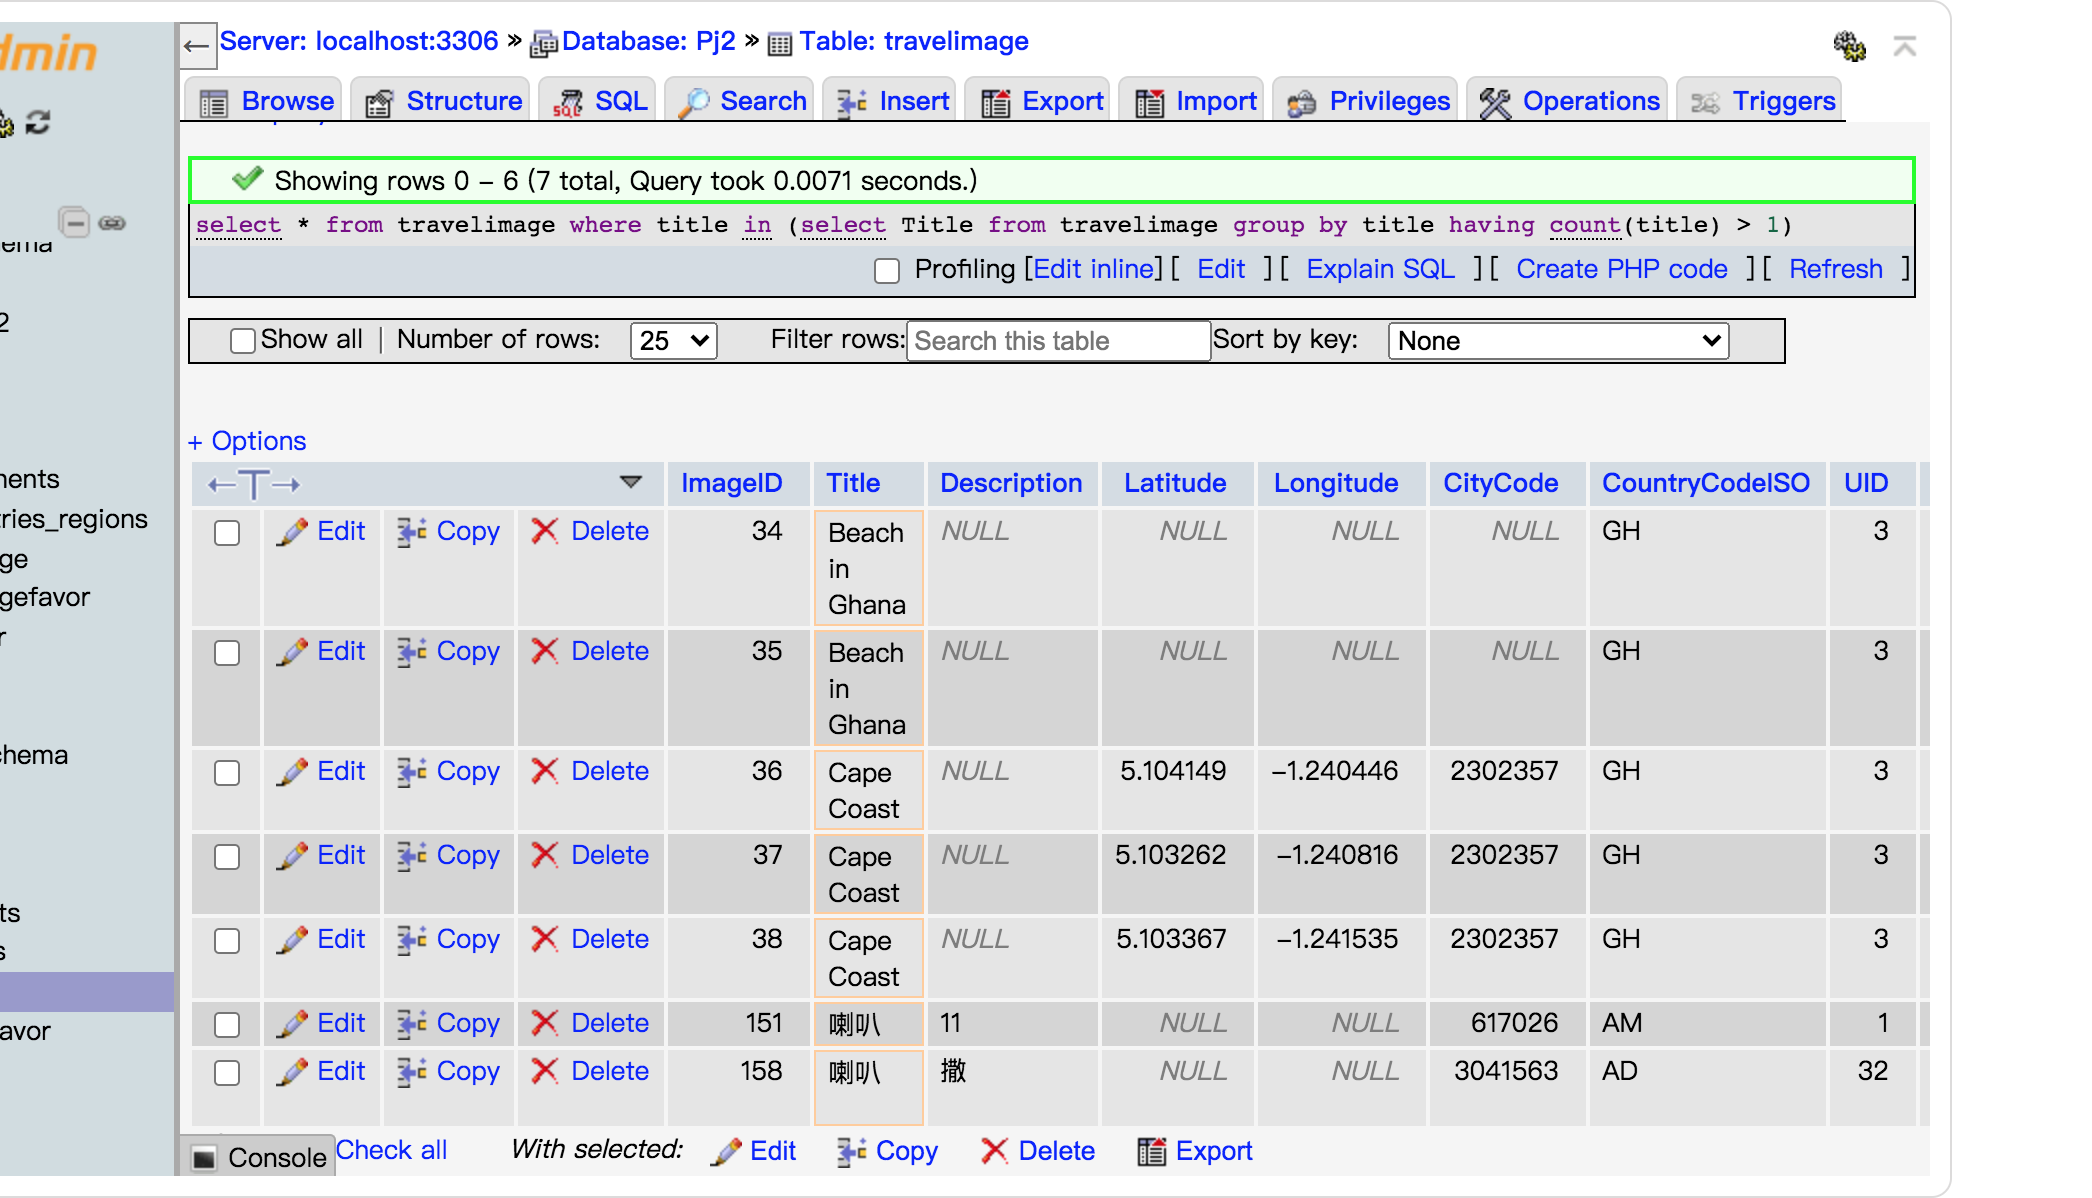 dmin
Server: localhost:3306 » Database: Pj2 » Table: travelimage
Browse Structure SQL Search Insert Export Import Privileges Operations Triggers
Showing rows 0 - 6 (7 total, Query took 0.0071 seconds.)
select * from travelimage where title in (select Title from travelimage group by title having count(title) > 1)
Profiling [Edit inline][ Edit ][ Explain SQL ][ Create PHP code ][ Refresh ]
Show all | Number of rows: 25 Filter rows: Search this table Sort by key: None
+ Options
ema
2
nents
ries_regions
ge
gefavor
r
chema
ts
s
avor
←T→ ImageID Title Description Latitude Longitude CityCode CountryCodeISO UID
Edit Copy Delete 34 Beach in Ghana NULL NULL NULL NULL GH 3
Edit Copy Delete 35 Beach in Ghana NULL NULL NULL NULL GH 3
Edit Copy Delete 36 Cape Coast NULL 5.104149 -1.240446 2302357 GH 3
Edit Copy Delete 37 Cape Coast NULL 5.103262 -1.240816 2302357 GH 3
Edit Copy Delete 38 Cape Coast NULL 5.103367 -1.241535 2302357 GH 3
Edit Copy Delete 151 喇叭 11 NULL NULL 617026 AM 1
Edit Copy Delete 158 喇叭 撒 NULL NULL 3041563 AD 32
Console Check all With selected: Edit Copy Delete Export